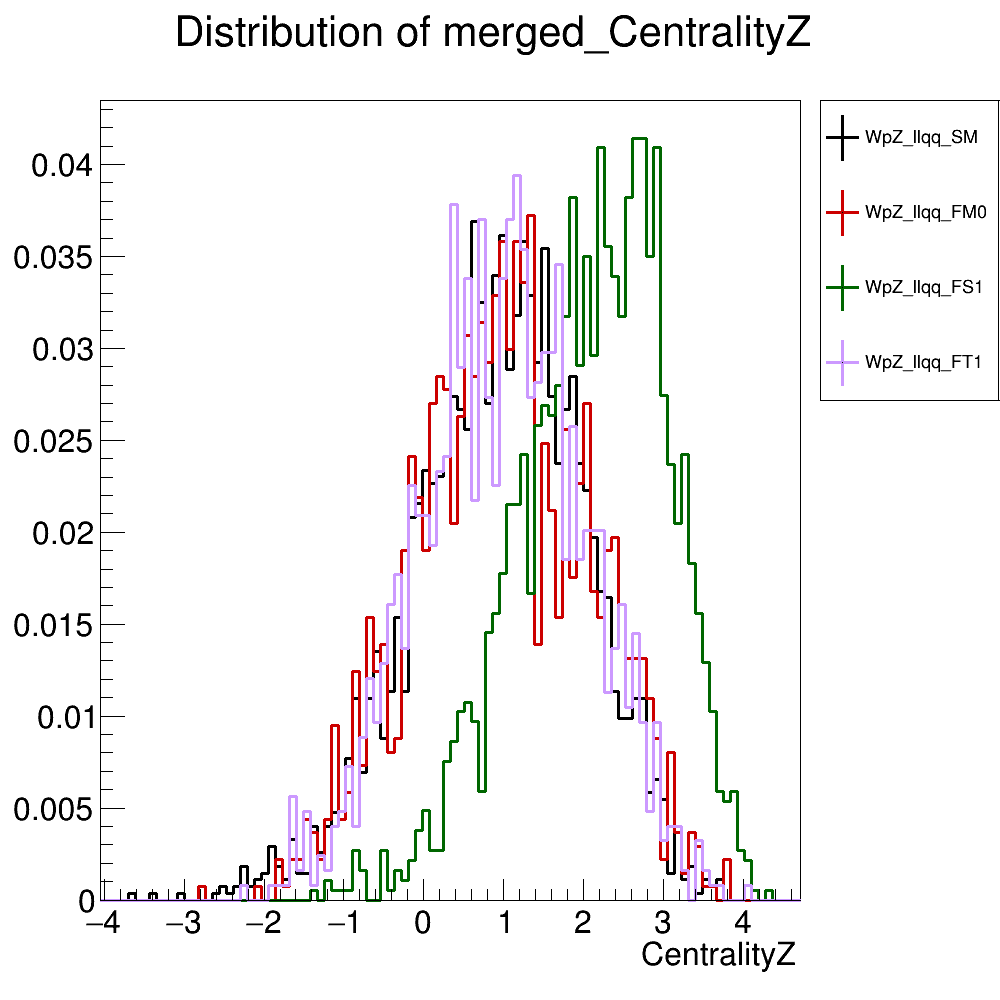 Distribution of merged_CentralityZ
WpZ_llqq_SM
WpZ_llqq_FM0
WpZ_llqq_FS1
WpZ_llqq_FT1
0.04
0.035
0.03
0.025
0.02
0.015
0.01
0.005
0
−4 −3 −2 −1 0 1 2 3 4
CentralityZ